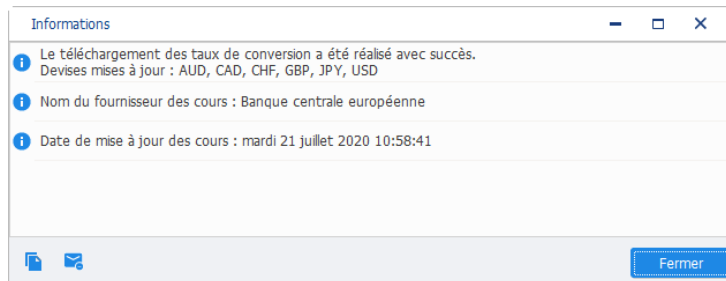 Informations
Le téléchargement des taux de conversion a été réalisé avec succès.
Devises mises à jour : AUD, CAD, CHF, GBP, JPY, USD
Nom du fournisseur des cours : Banque centrale européenne
Date de mise à jour des cours : mardi 21 juillet 2020 10:58:41
Fermer